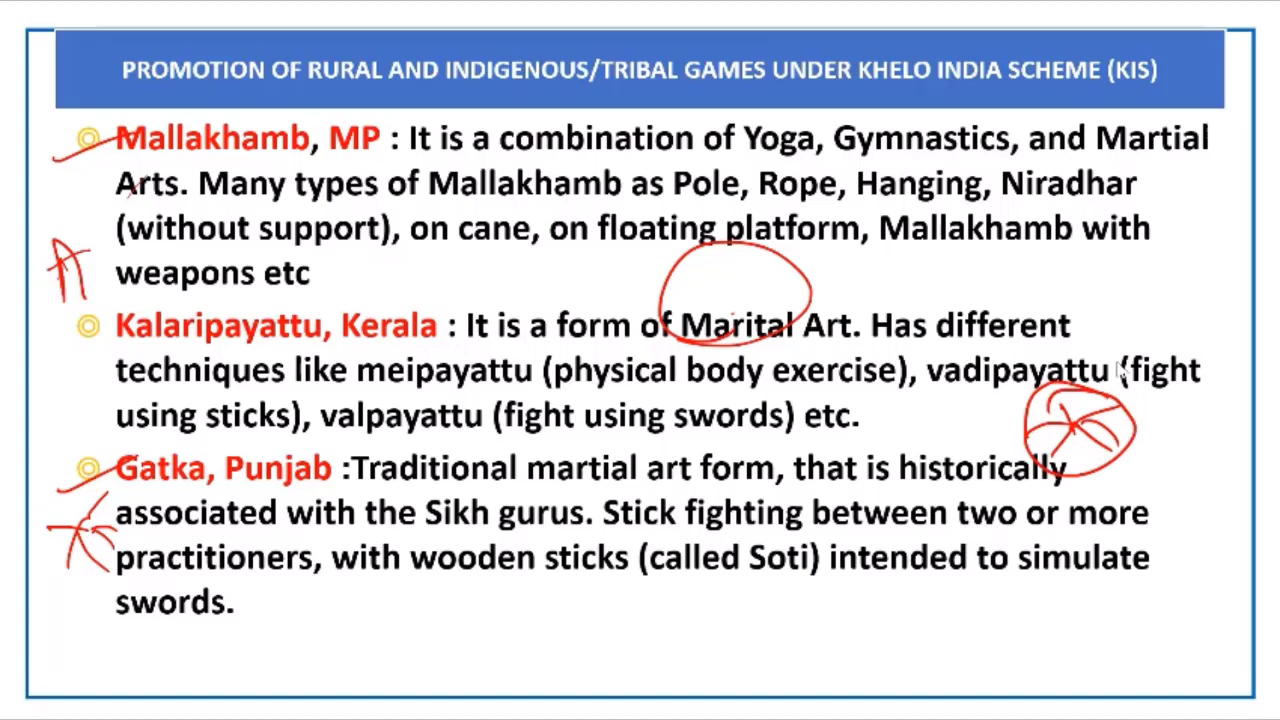 PROMOTION OF RURAL AND INDIGENOUS/TRIBAL GAMES UNDER KHELO INDIA SCHEME (KIS)
Mallakhamb, MP : It is a combination of Yoga, Gymnastics, and Martial
Arts. Many types of Mallakhamb as Pole, Rope, Hanging, Niradhar
(without support), on cane, on floating platform, Mallakhamb with
weapons etc
Kalaripayattu, Kerala : It is a form of Marital Art. Has different
techniques like meipayattu (physical body exercise), vadipayattu (fight
using sticks), valpayattu (fight using swords) etc.
Gatka, Punjab :Traditional martial art form, that is historically
associated with the Sikh gurus. Stick fighting between two or more
practitioners, with wooden sticks (called Soti) intended to simulate
swords.